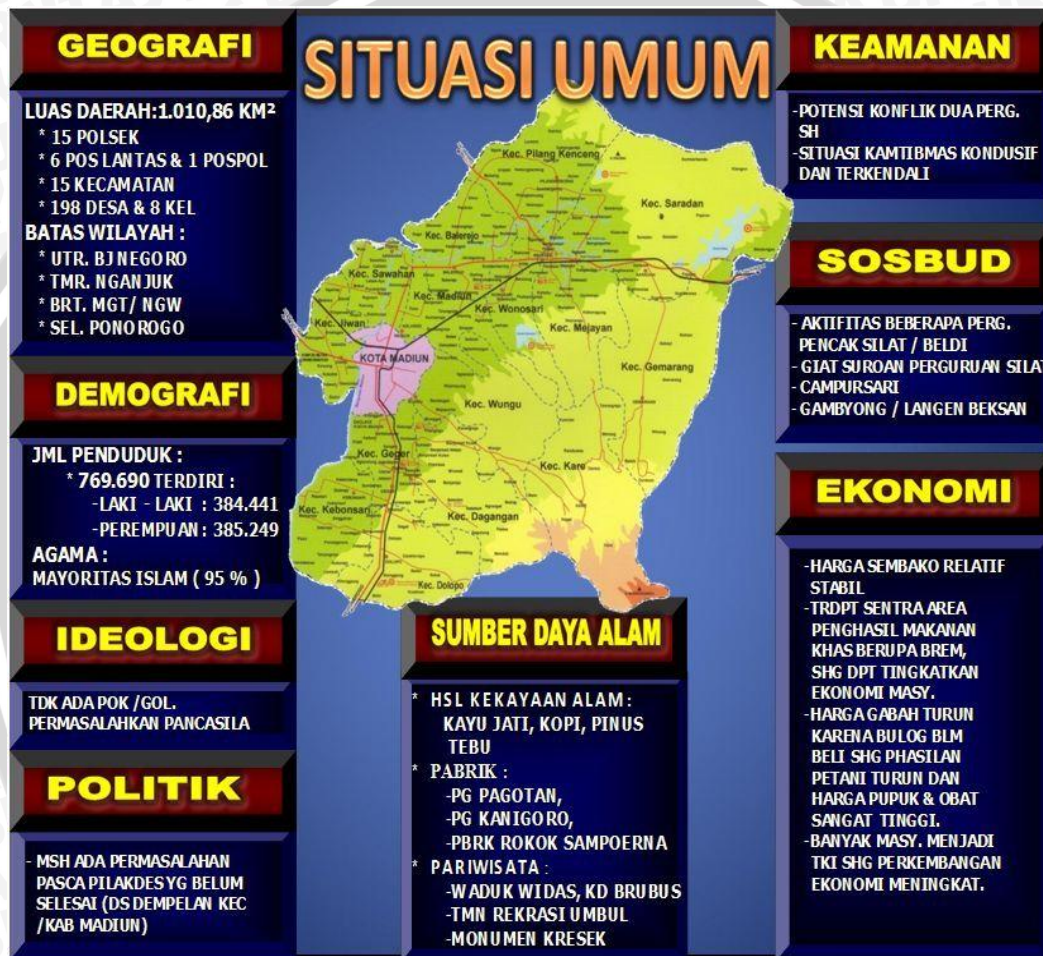 SITUASI UMUM
GEOGRAFI
LUAS DAERAH:1.010,86 KM²
* 15 POLSEK
* 6 POS LANTAS & 1 POSPOL
* 15 KECAMATAN
* 198 DESA & 8 KEL
BATAS WILAYAH :
* UTR. BJNEGORO
* TMR. NGANJUK
* BRT. MGT/ NGW
* SEL. PONOROGO
DEMOGRAFI
JML PENDUDUK :
* 769.690 TERDIRI :
-LAKI - LAKI : 384.441
-PEREMPUAN : 385.249
AGAMA :
MAYORITAS ISLAM ( 95 % )
IDEOLOGI
TDK ADA POK /GOL.
PERMASALAHKAN PANCASILA
POLITIK
- MSH ADA PERMASALAHAN
PASCA PILAKDES YG BELUM
SELESAI (DS DEMPELAN KEC
/KAB MADIUN)
Kec. Pilang Kenceng
Kec. Saradan
Kec. Balerejo
Kec. Sawahan
Kec. Madiun
Kec. Wonosari
Kec. Jiwan
Kec. Mejayan
KOTA MADIUN
Kec. Gemarang
Kec. Wungu
Kec. Geger
Kec. Kare
Kec. Kebonsari
Kec. Dagangan
Kec. Dolopo
SUMBER DAYA ALAM
* HSL KEKAYAAN ALAM :
KAYU JATI, KOPI, PINUS
TEBU
* PABRIK :
-PG PAGOTAN,
-PG KANIGORO,
-PBRK ROKOK SAMPOERNA
* PARIWISATA :
-WADUK WIDAS, KD BRUBUS
-TMN REKRASI UMBUL
-MONUMEN KRESEK
KEAMANAN
-POTENSI KONFLIK DUA PERG.
SH
-SITUASI KAMTIBMAS KONDUSIF
DAN TERKENDALI
SOSBUD
- AKTIFITAS BEBERAPA PERG.
PENCAK SILAT / BELDI
- GIAT SUROAN PERGURUAN SILAT
- CAMPURSARI
- GAMBYONG / LANGEN BEKSAN
EKONOMI
-HARGA SEMBAKO RELATIF
STABIL
-TRDPT SENTRA AREA
PENGHASIL MAKANAN
KHAS BERUPA BREM,
SHG DPT TINGKATKAN
EKONOMI MASY.
-HARGA GABAH TURUN
KARENA BULOG BLM
BELI SHG PHASILAN
PETANI TURUN DAN
HARGA PUPUK & OBAT
SANGAT TINGGI.
-BANYAK MASY. MENJADI
TKI SHG PERKEMBANGAN
EKONOMI MENINGKAT.